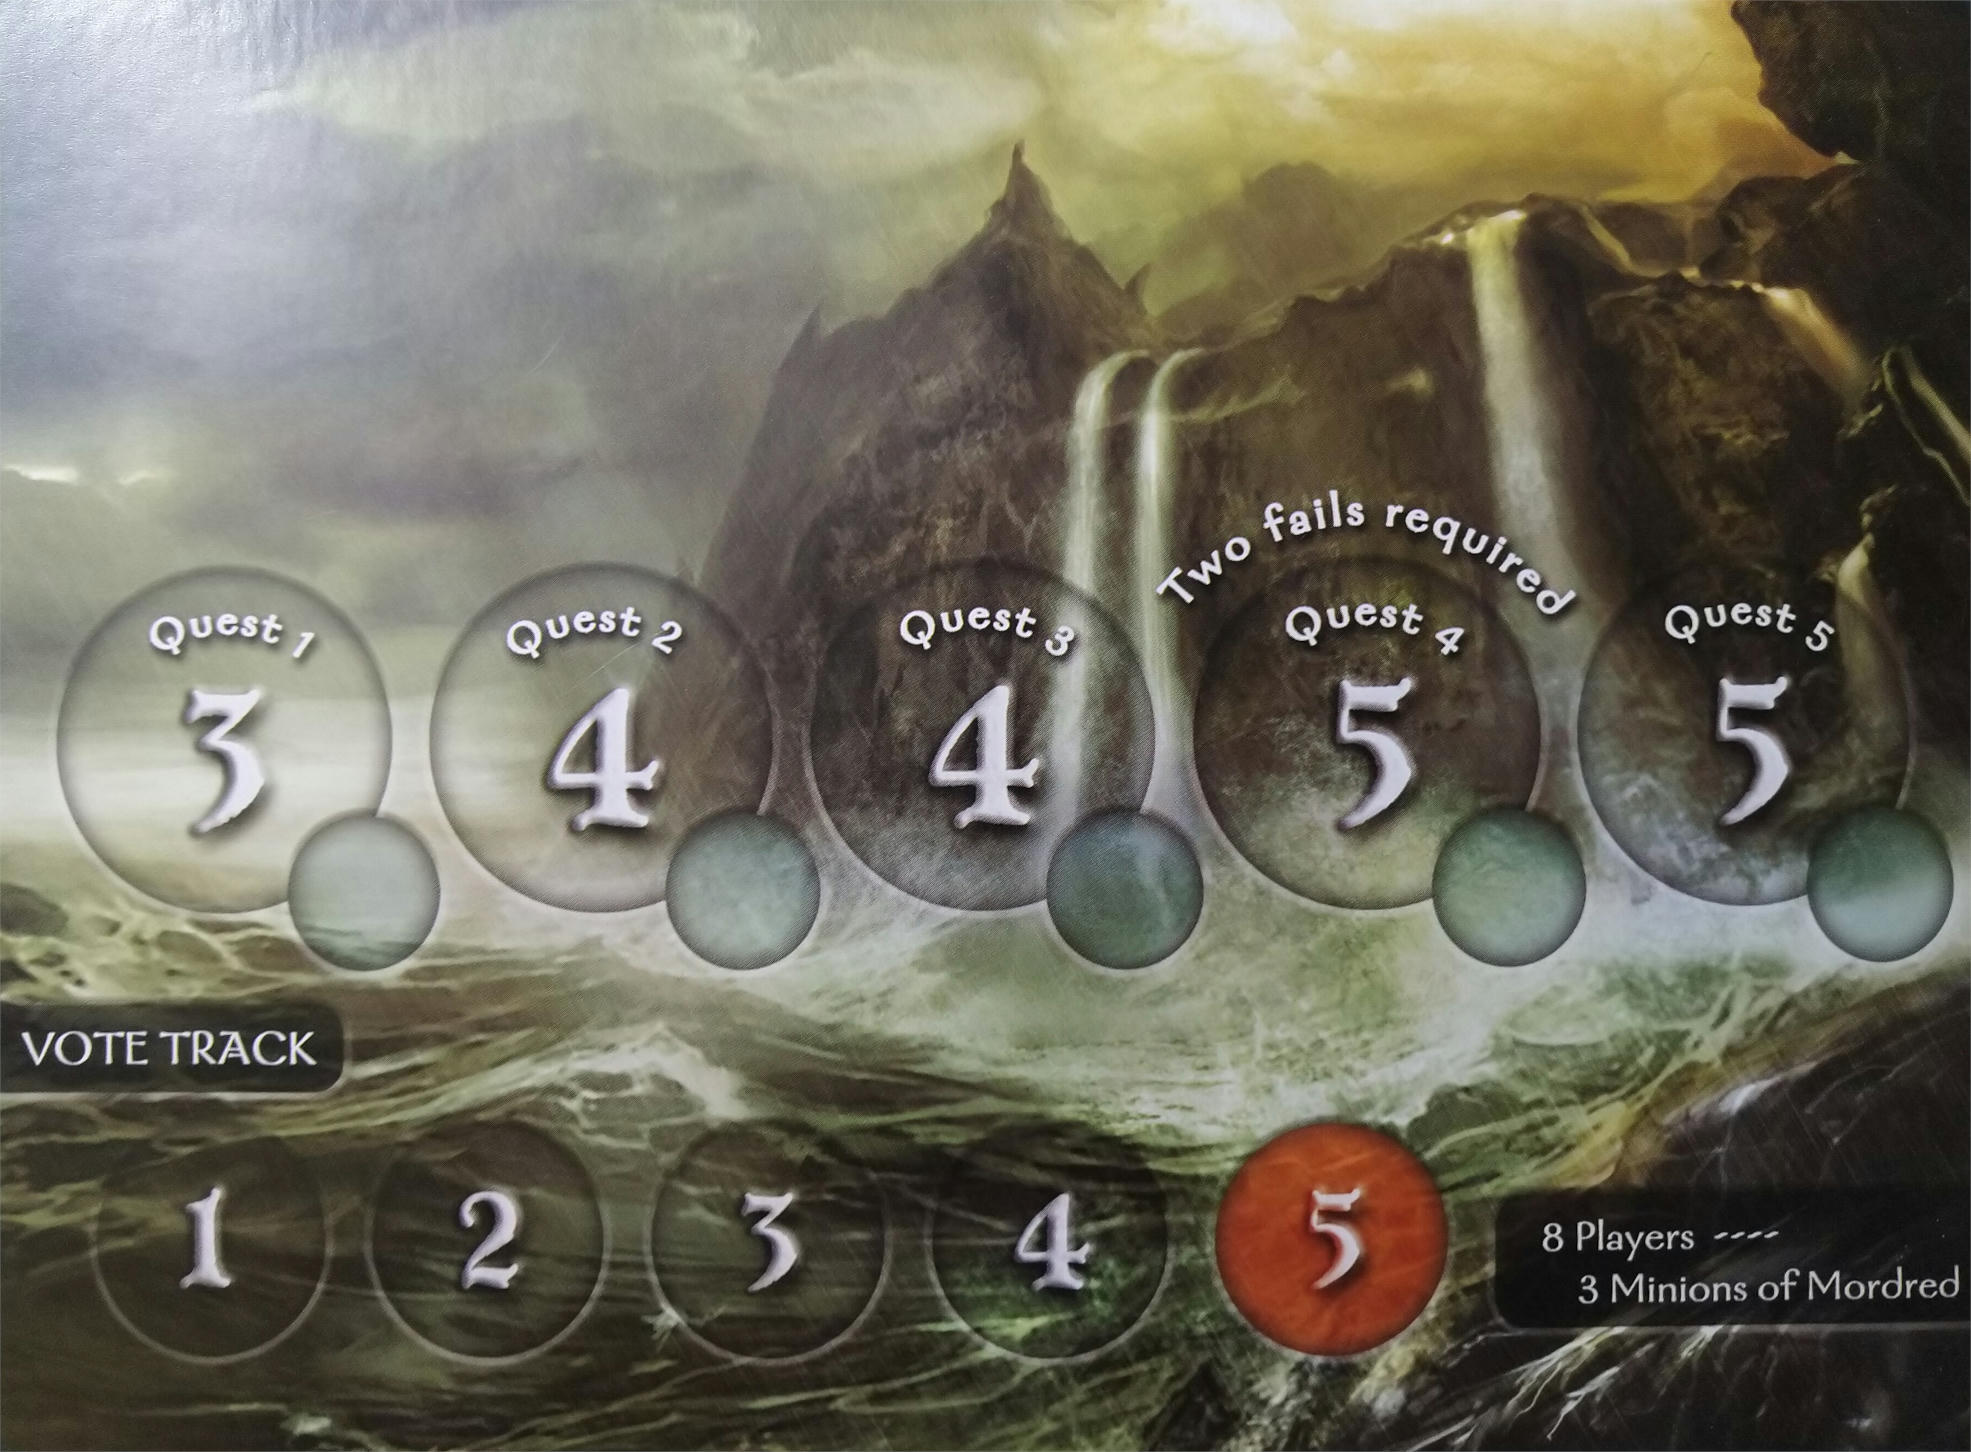 Two fails required
Quest 1
Quest 2
Quest 3
Quest 4
Quest 5
3
4
4
5
5
VOTE TRACK
1
2
3
4
5
8 Players ----
3 Minions of Mordred